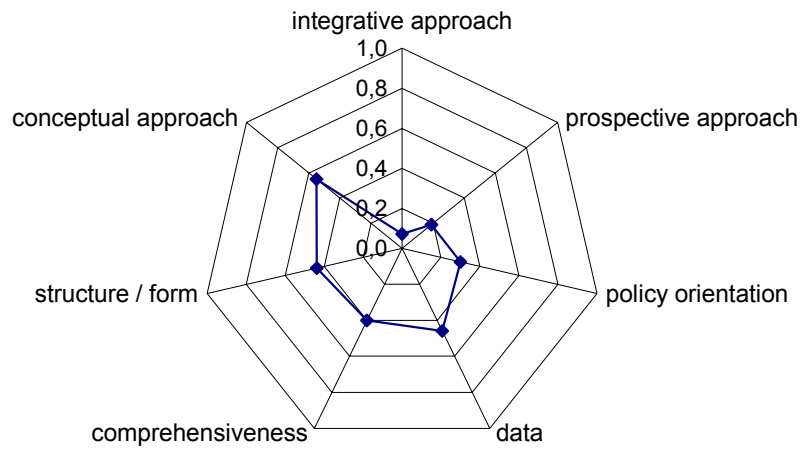 integrative approach
1,0
0,8
conceptual approach
prospective approach
0,6
0,4
0,2
0,0
structure / form
policy orientation
comprehensiveness
data